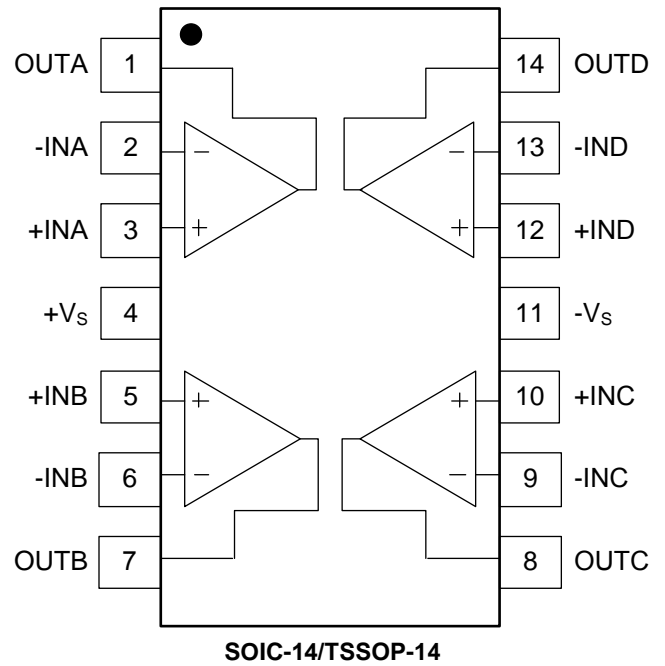 OUTA 1 14 OUTD
-INA 2 − − 13 -IND
+INA 3 + + 12 +IND
+VS 4 11 -VS
+INB 5 + + 10 +INC
-INB 6 − − 9 -INC
OUTB 7 8 OUTC
SOIC-14/TSSOP-14